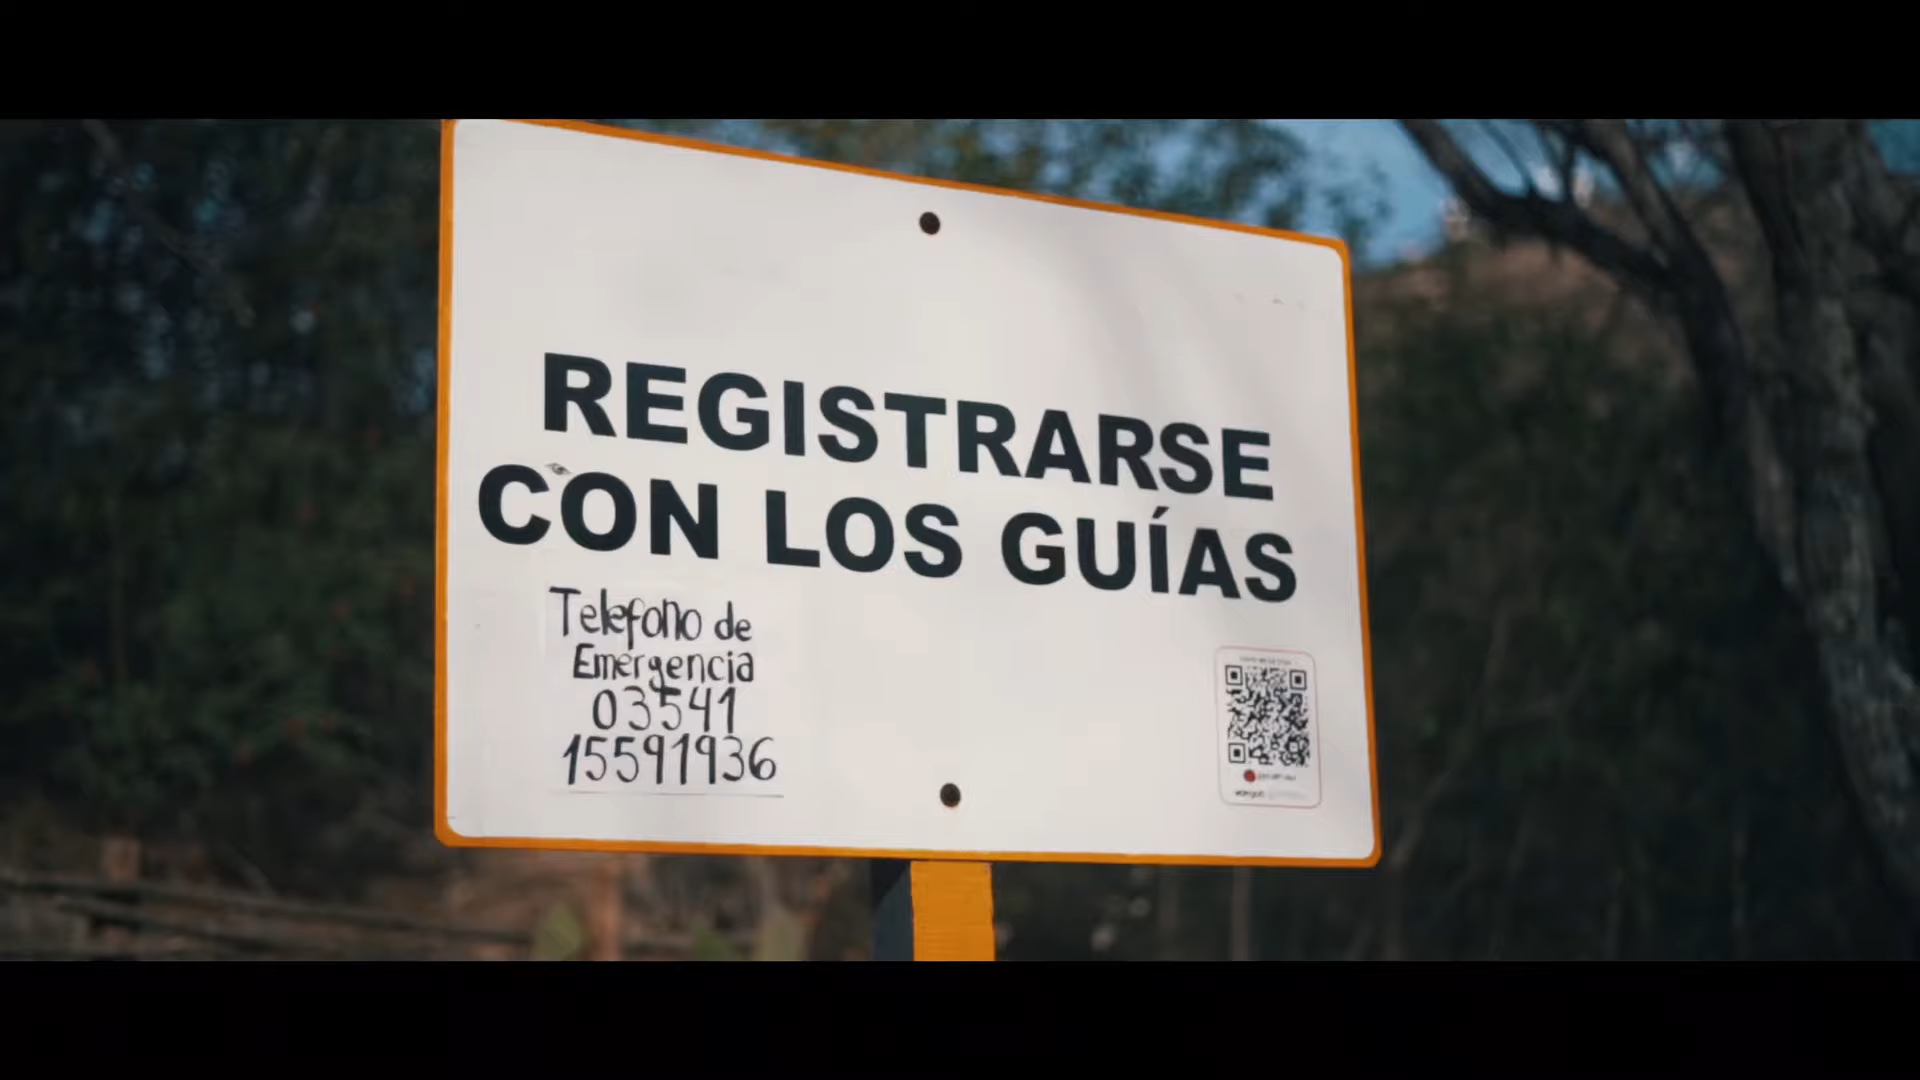 REGISTRARSE
CON LOS GUÍAS
Telefono de
Emergencia
03541
15591936